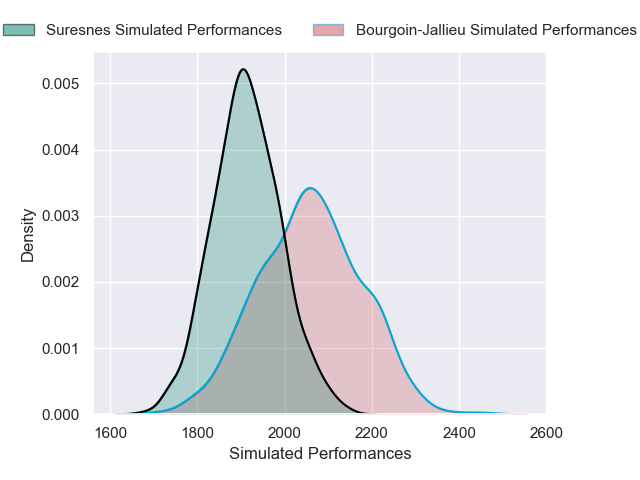 Suresnes Simulated Performances Bourgoin-Jallieu Simulated Performances
0.005
0.004
0.003
0.002
0.001
0.000
Density
1600 1800 2000 2200 2400 2600
Simulated Performances